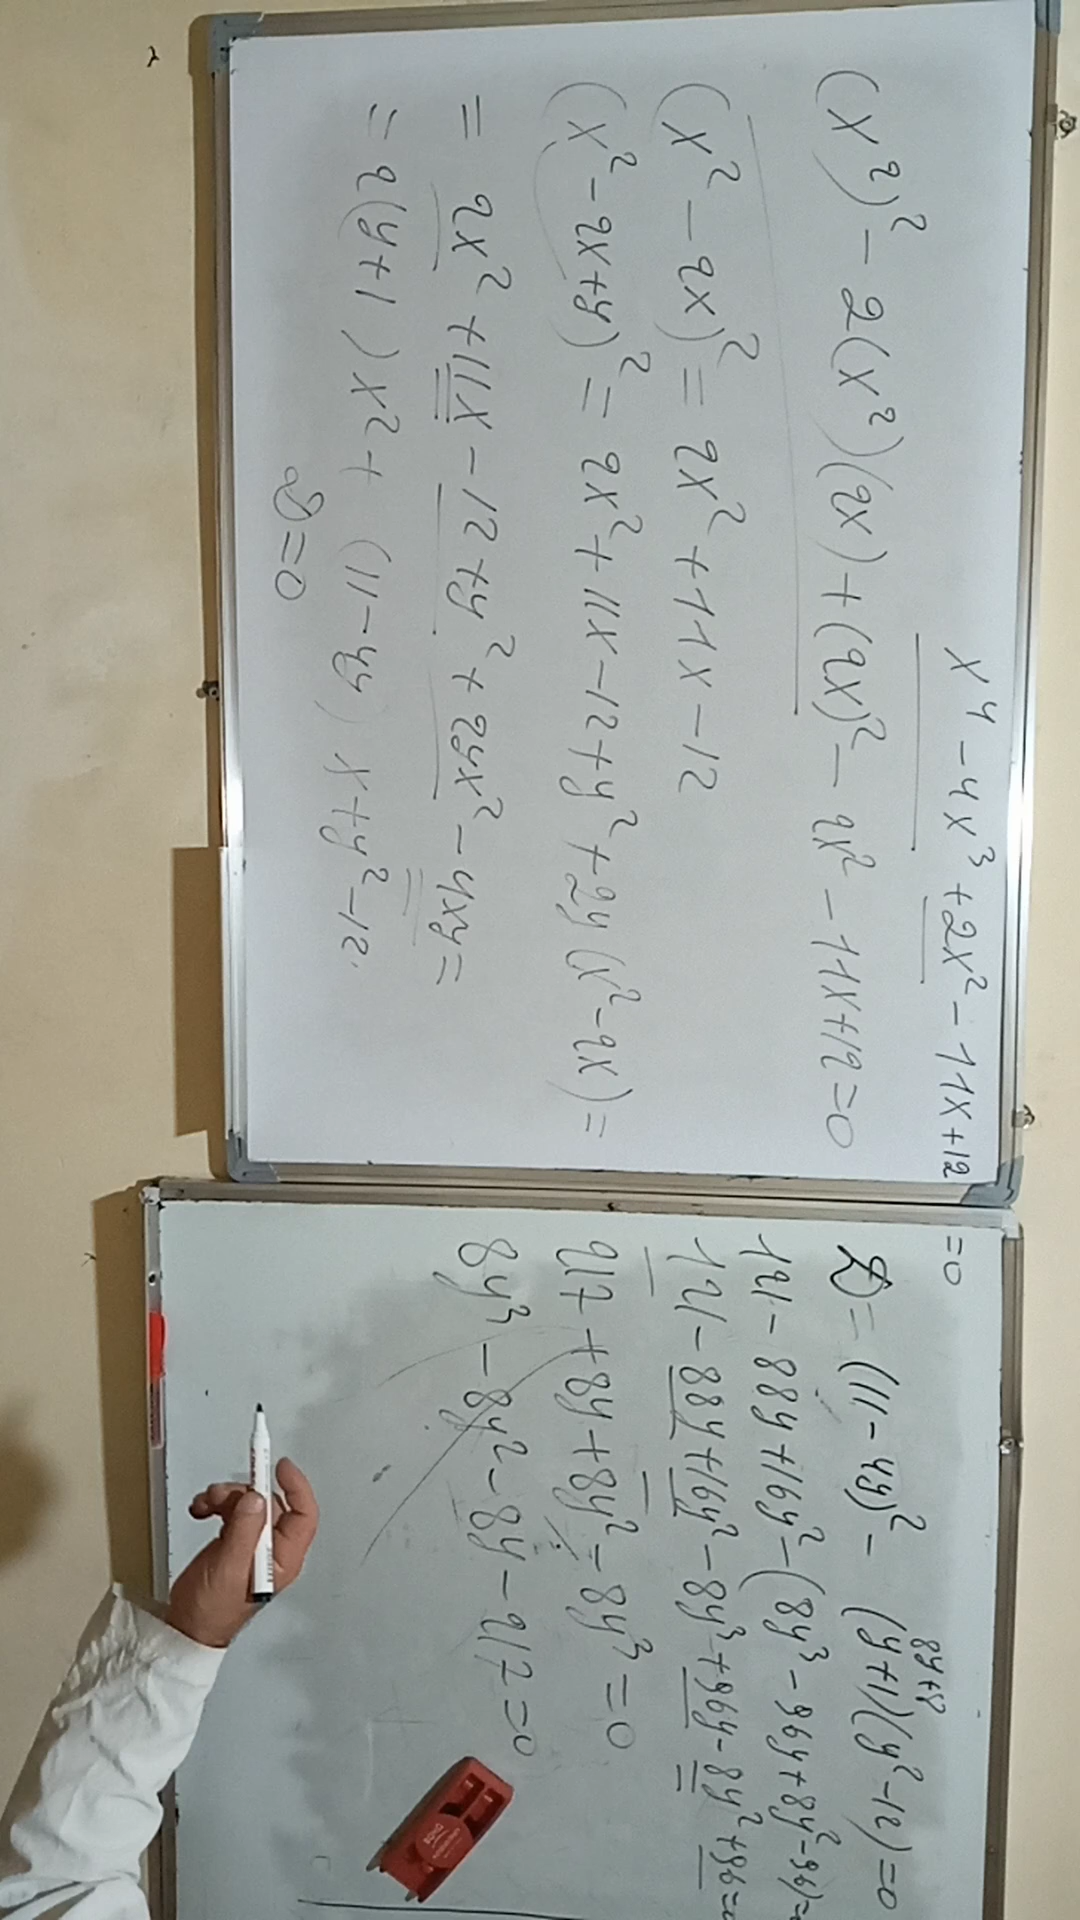 x⁴ - 4x³ + 2x² - 11x + 12 = 0
(x²)² - 2(x²)(2x) + (2x)² - 2x² - 11x + 12 = 0
(x² - 2x)² = 2x² + 11x - 12
(x² - 2x + y)² = 2x² + 11x - 12 + y² + 2y(x² - 2x) =
= 2x² + 11x - 12 + y² + 2yx² - 4xy =
= 2(y + 1)x² + (11 - 4y)x + y² - 12.
D = 0
8y + 8
D = (11 - 4y)² - (y + 1)(y² - 12) = 0
121 - 88y + 16y² - (8y³ - 96y + 8y² - 96) =
121 - 88y + 16y² - 8y³ + 96y - 8y² + 96 = 0
217 + 8y + 8y² - 8y³ = 0
8y³ - 8y² - 8y - 217 = 0